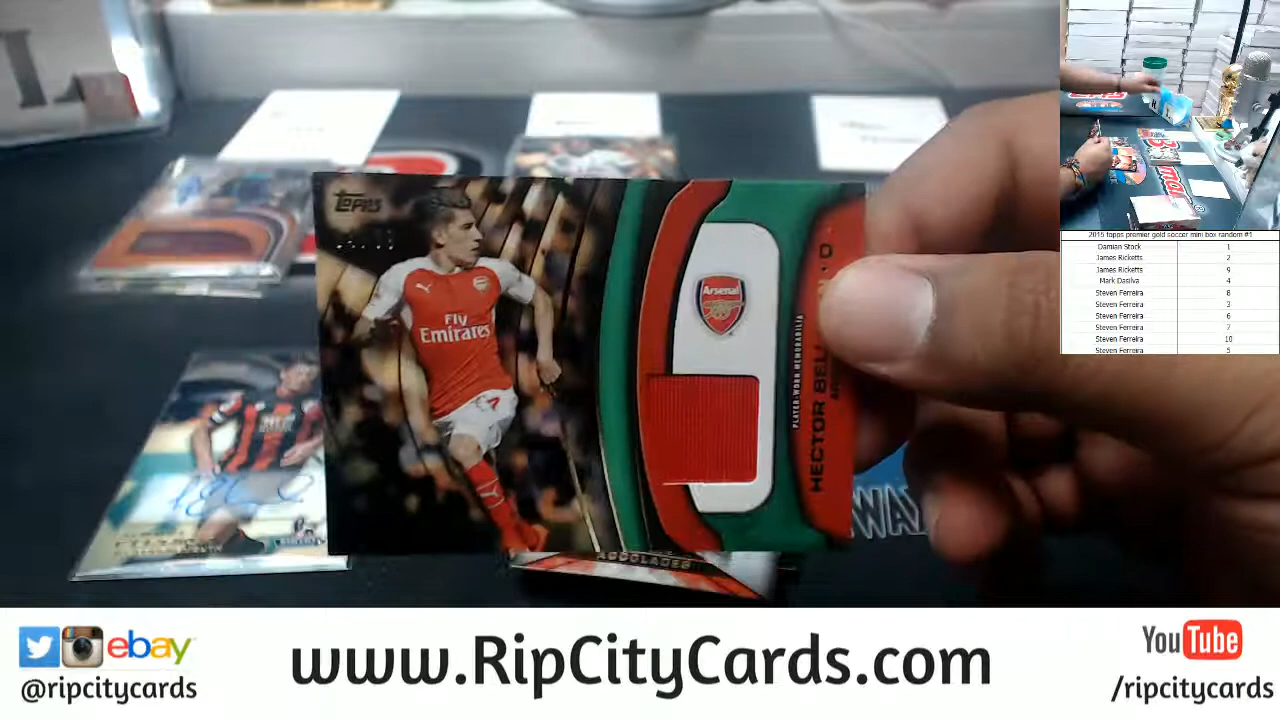 TOPPS
Fly
Emirates
Arsenal
PLAYER-WORN MEMORABILIA
HECTOR
ACCOLADES
WAX
2015 topps premier gold soccer mini box random #1
Damian Stock 1
James Ricketts 2
James Ricketts 9
Mark Dasilva 4
Steven Ferreira 8
Steven Ferreira 3
Steven Ferreira 6
Steven Ferreira 7
Steven Ferreira 10
Steven Ferreira 5
ebay
@ripcitycards
www.RipCityCards.com
YouTube
/ripcitycards